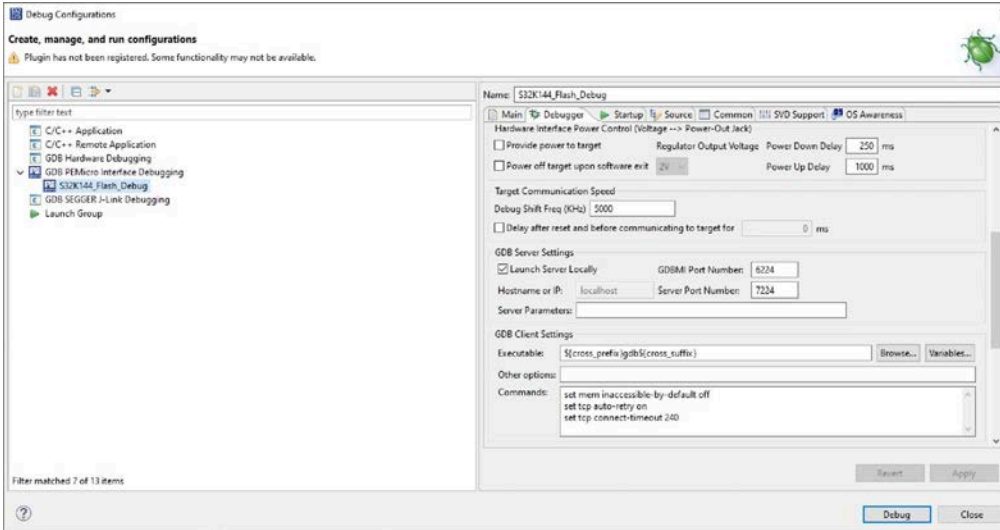 Debug Configurations
Create, manage, and run configurations
Plugin has not been registered. Some functionality may not be available.
type filter text
C/C++ Application
C/C++ Remote Application
GDB Hardware Debugging
GDB PEMicro Interface Debugging
S32K144_Flash_Debug
GDB SEGGER J-Link Debugging
Launch Group
Filter matched 7 of 13 items
Name: S32K144_Flash_Debug
Main Debugger Startup Source Common SVD Support OS Awareness
Hardware Interface Power Control (Voltage --> Power-Out Jack)
Provide power to target Regulator Output Voltage Power Down Delay 250 ms
Power off target upon software exit 2V Power Up Delay 1000 ms
Target Communication Speed
Debug Shift Freq (KHz) 5000
Delay after reset and before communicating to target for 0 ms
GDB Server Settings
Launch Server Locally GDBMI Port Number: 6224
Hostname or IP: localhost Server Port Number: 7224
Server Parameters:
GDB Client Settings
Executable: ${cross_prefix}gdb${cross_suffix} Browse... Variables...
Other options:
Commands: set mem inaccessible-by-default off
set tcp auto-retry on
set tcp connect-timeout 240
Revert Apply
? Debug Close